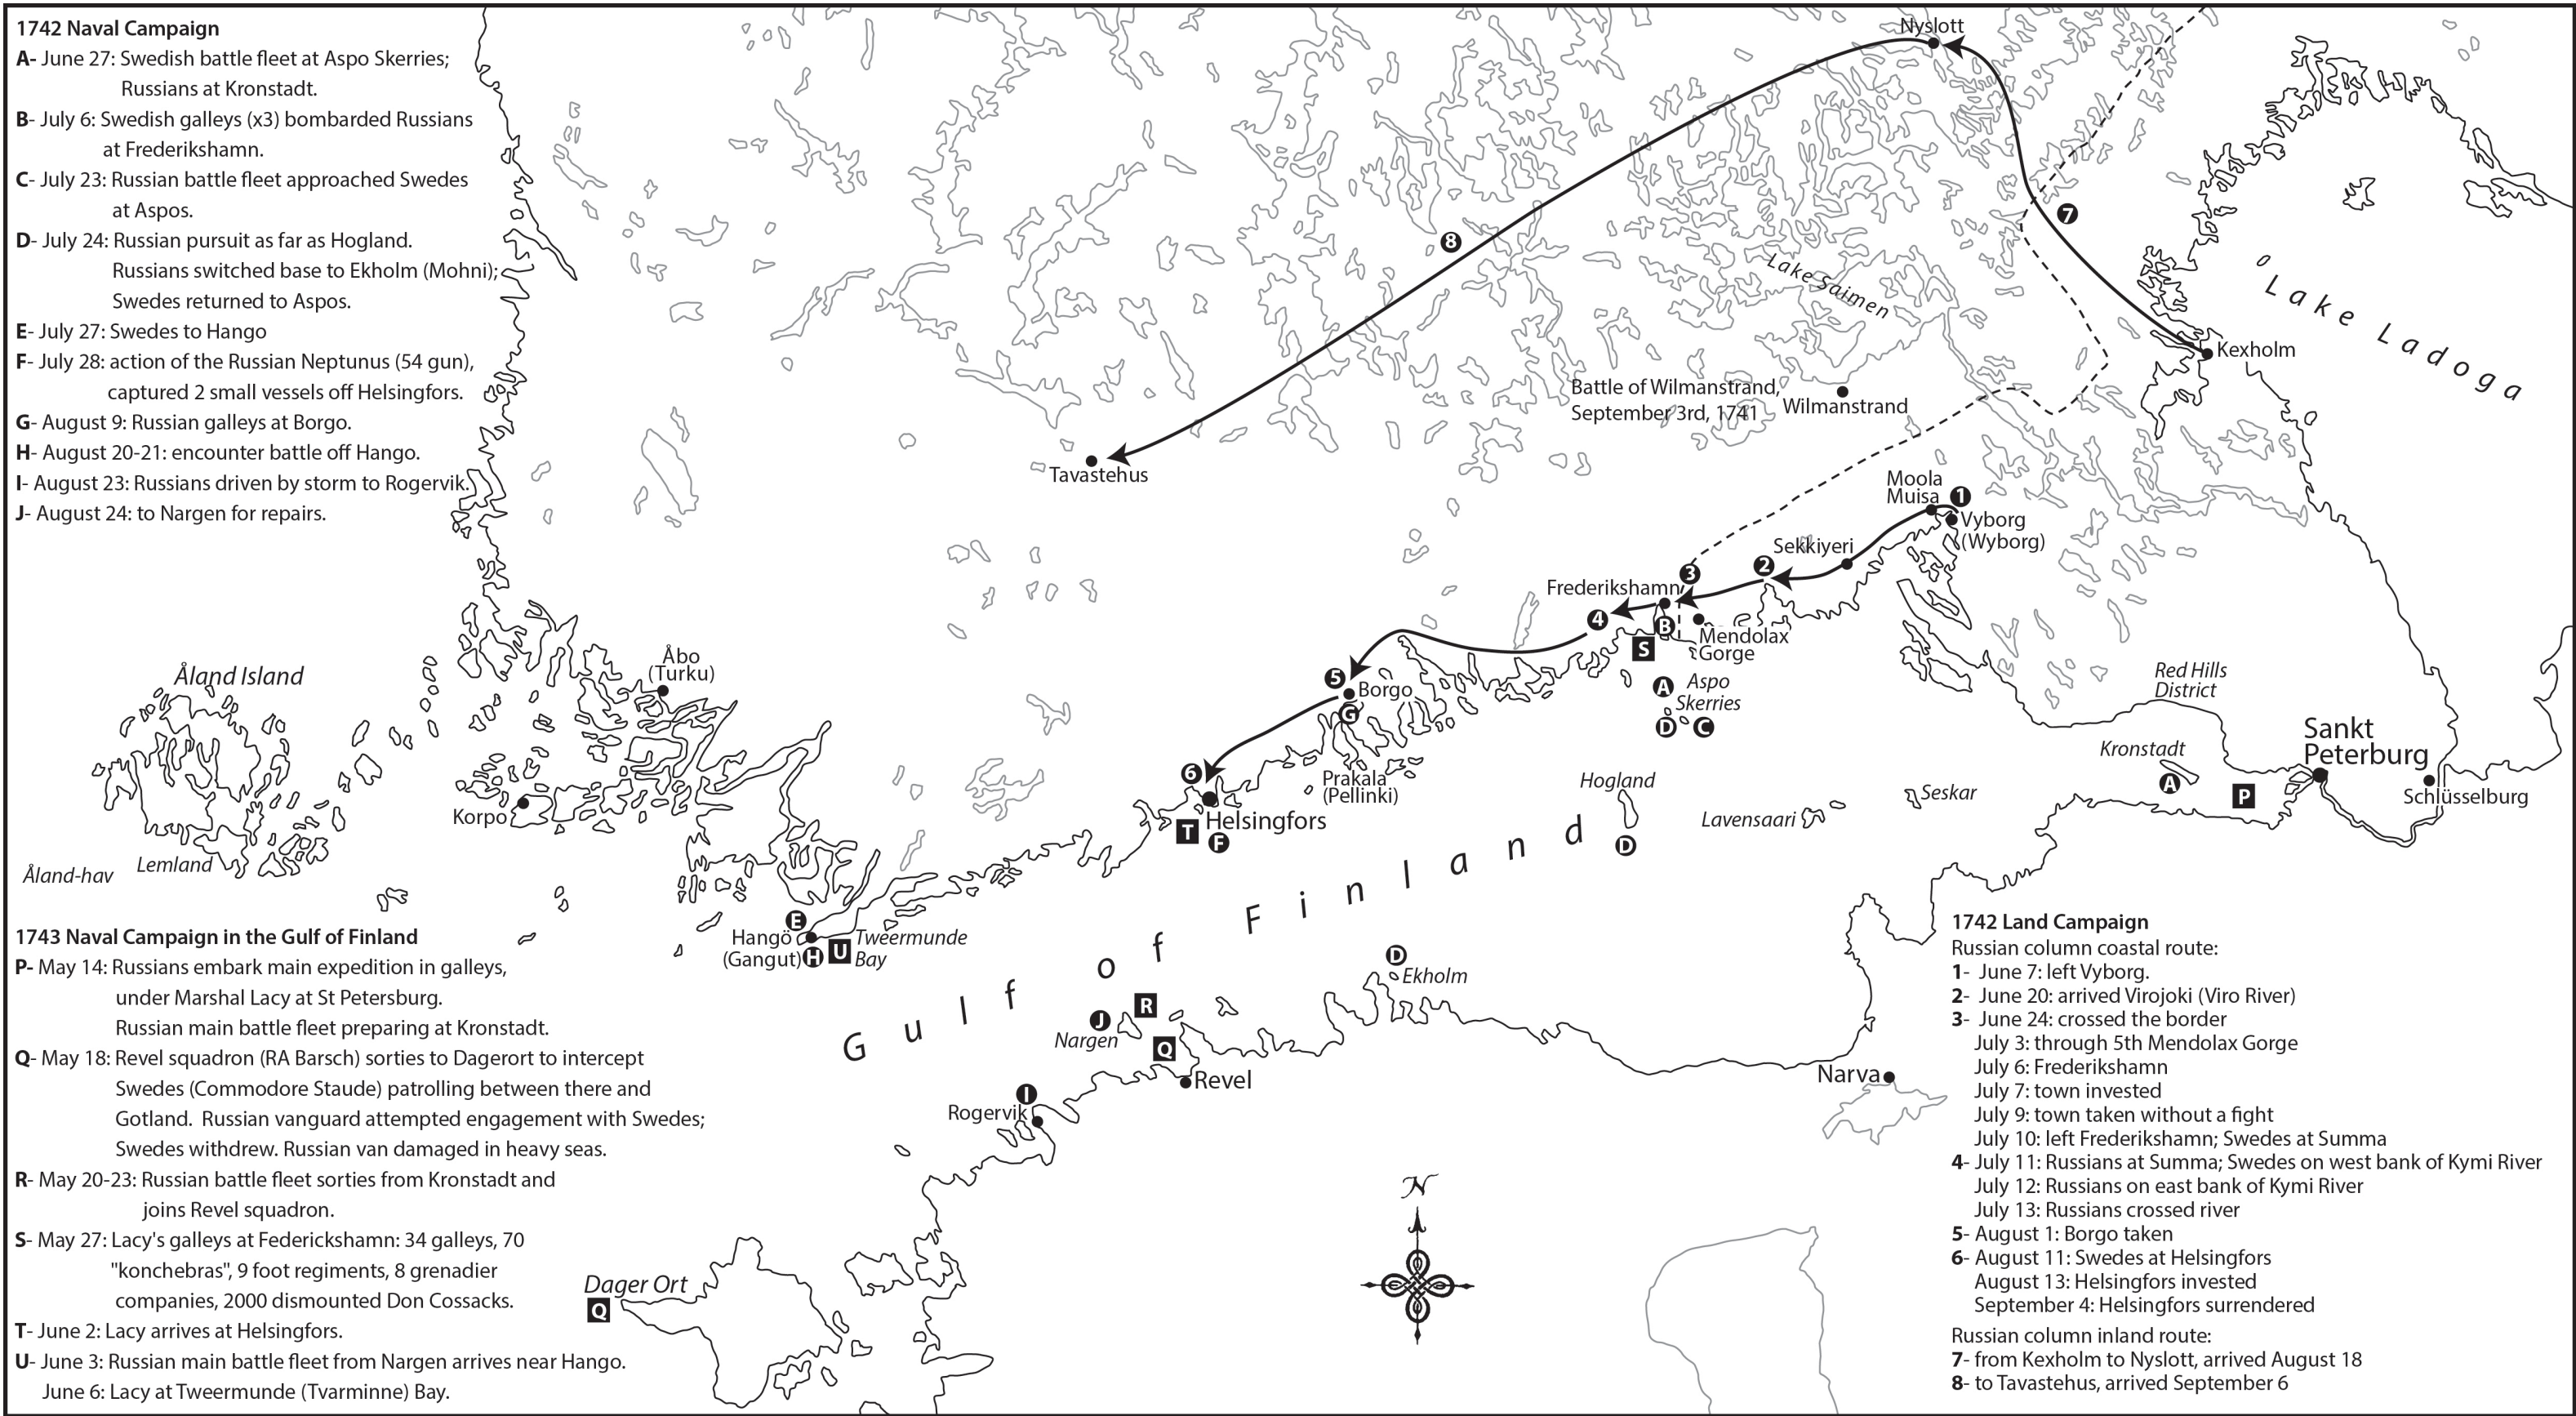 1742 Naval Campaign
A- June 27: Swedish battle fleet at Aspo Skerries;
Russians at Kronstadt.
B- July 6: Swedish galleys (x3) bombarded Russians
at Frederikshamn.
C- July 23: Russian battle fleet approached Swedes
at Aspos.
D- July 24: Russian pursuit as far as Hogland.
Russians switched base to Ekholm (Mohni);
Swedes returned to Aspos.
E- July 27: Swedes to Hango
F- July 28: action of the Russian Neptunus (54 gun),
captured 2 small vessels off Helsingfors.
G- August 9: Russian galleys at Borgo.
H- August 20-21: encounter battle off Hango.
I- August 23: Russians driven by storm to Rogervik.
J- August 24: to Nargen for repairs.
Nyslott
7
8
Lake Saimen
Lake Ladoga
Kexholm
Battle of Wilmanstrand,
September 3rd, 1741
Wilmanstrand
Tavastehus
Moola
Muisa
1
Vyborg
(Wyborg)
Sekkiyeri
2
3
Frederikshamn
4
B
S
Mendolax
Gorge
A
Aspo
Skerries
D
C
Åbo
(Turku)
Åland Island
5
Borgo
G
Red Hills
District
Sankt
Peterburg
Kronstadt
A
P
Schlüsselburg
6
Prakala
(Pellinki)
Hogland
D
Lavensaari
Seskar
Helsingfors
T
F
Korpo
Lemland
Åland-hav
E
Hangö
(Gangut)
H
U
Tweermunde
Bay
Gulf of Finland
D
Ekholm
R
J
Nargen
Q
Revel
I
Rogervik
Narva
Dager Ort
Q
N
1743 Naval Campaign in the Gulf of Finland
P- May 14: Russians embark main expedition in galleys,
under Marshal Lacy at St Petersburg.
Russian main battle fleet preparing at Kronstadt.
Q- May 18: Revel squadron (RA Barsch) sorties to Dagerort to intercept
Swedes (Commodore Staude) patrolling between there and
Gotland. Russian vanguard attempted engagement with Swedes;
Swedes withdrew. Russian van damaged in heavy seas.
R- May 20-23: Russian battle fleet sorties from Kronstadt and
joins Revel squadron.
S- May 27: Lacy's galleys at Federickshamn: 34 galleys, 70
"konchebras", 9 foot regiments, 8 grenadier
companies, 2000 dismounted Don Cossacks.
T- June 2: Lacy arrives at Helsingfors.
U- June 3: Russian main battle fleet from Nargen arrives near Hango.
June 6: Lacy at Tweermunde (Tvarminne) Bay.
1742 Land Campaign
Russian column coastal route:
1- June 7: left Vyborg.
2- June 20: arrived Virojoki (Viro River)
3- June 24: crossed the border
July 3: through 5th Mendolax Gorge
July 6: Frederikshamn
July 7: town invested
July 9: town taken without a fight
July 10: left Frederikshamn; Swedes at Summa
4- July 11: Russians at Summa; Swedes on west bank of Kymi River
July 12: Russians on east bank of Kymi River
July 13: Russians crossed river
5- August 1: Borgo taken
6- August 11: Swedes at Helsingfors
August 13: Helsingfors invested
September 4: Helsingfors surrendered
Russian column inland route:
7- from Kexholm to Nyslott, arrived August 18
8- to Tavastehus, arrived September 6